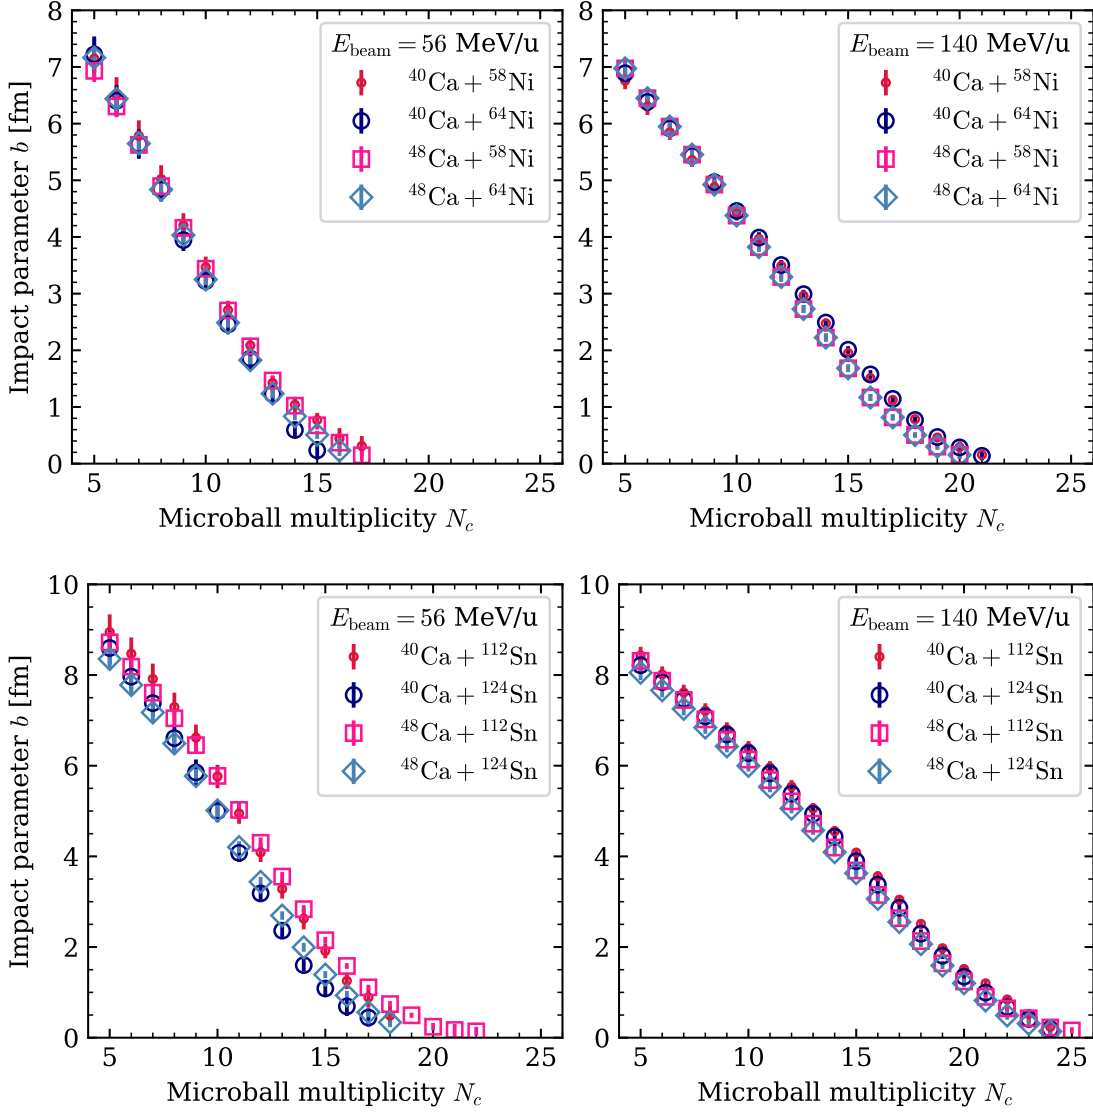 8
7
6
5
4
3
2
1
0
Impact parameter b [fm]
E_beam = 56 MeV/u
⁴⁰Ca + ⁵⁸Ni
⁴⁰Ca + ⁶⁴Ni
⁴⁸Ca + ⁵⁸Ni
⁴⁸Ca + ⁶⁴Ni
5 10 15 20 25
Microball multiplicity N_c
8
7
6
5
4
3
2
1
0
E_beam = 140 MeV/u
⁴⁰Ca + ⁵⁸Ni
⁴⁰Ca + ⁶⁴Ni
⁴⁸Ca + ⁵⁸Ni
⁴⁸Ca + ⁶⁴Ni
5 10 15 20 25
Microball multiplicity N_c
10
8
6
4
2
0
Impact parameter b [fm]
E_beam = 56 MeV/u
⁴⁰Ca + ¹¹²Sn
⁴⁰Ca + ¹²⁴Sn
⁴⁸Ca + ¹¹²Sn
⁴⁸Ca + ¹²⁴Sn
5 10 15 20 25
Microball multiplicity N_c
10
8
6
4
2
0
E_beam = 140 MeV/u
⁴⁰Ca + ¹¹²Sn
⁴⁰Ca + ¹²⁴Sn
⁴⁸Ca + ¹¹²Sn
⁴⁸Ca + ¹²⁴Sn
5 10 15 20 25
Microball multiplicity N_c